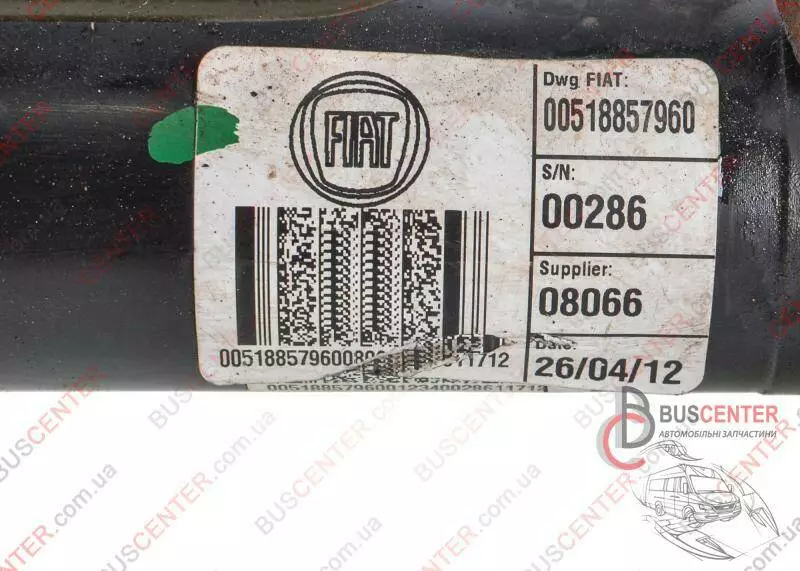 FIAT
Dwg FIAT:
00518857960
S/N:
00286
Supplier:
08066
Date:
26/04/12
BUSCENTER
АВТОМОБІЛЬНІ ЗАПЧАСТИНИ
BUSCENTER.com.ua